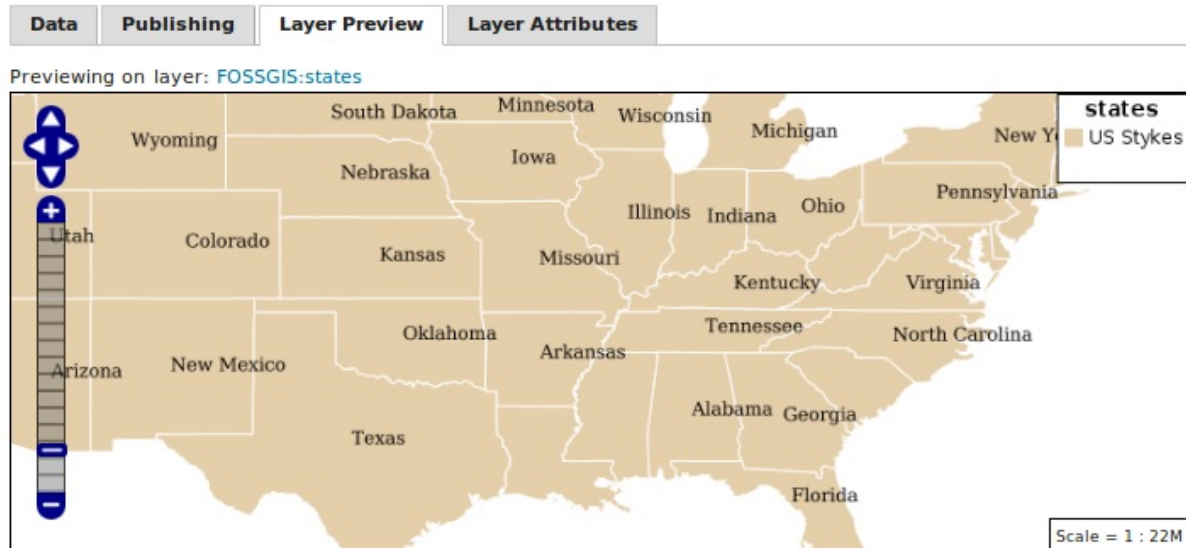 Data Publishing Layer Preview Layer Attributes
Previewing on layer: FOSSGIS:states
states
US Stykes
South Dakota
Minnesota
Wisconsin
Michigan
New Y
Wyoming
Iowa
Nebraska
Pennsylvania
Illinois
Indiana
Ohio
Utah
Colorado
Kansas
Missouri
Kentucky
Virginia
Oklahoma
Tennessee
North Carolina
Arkansas
Arizona
New Mexico
Alabama
Georgia
Texas
Florida
Scale = 1 : 22M